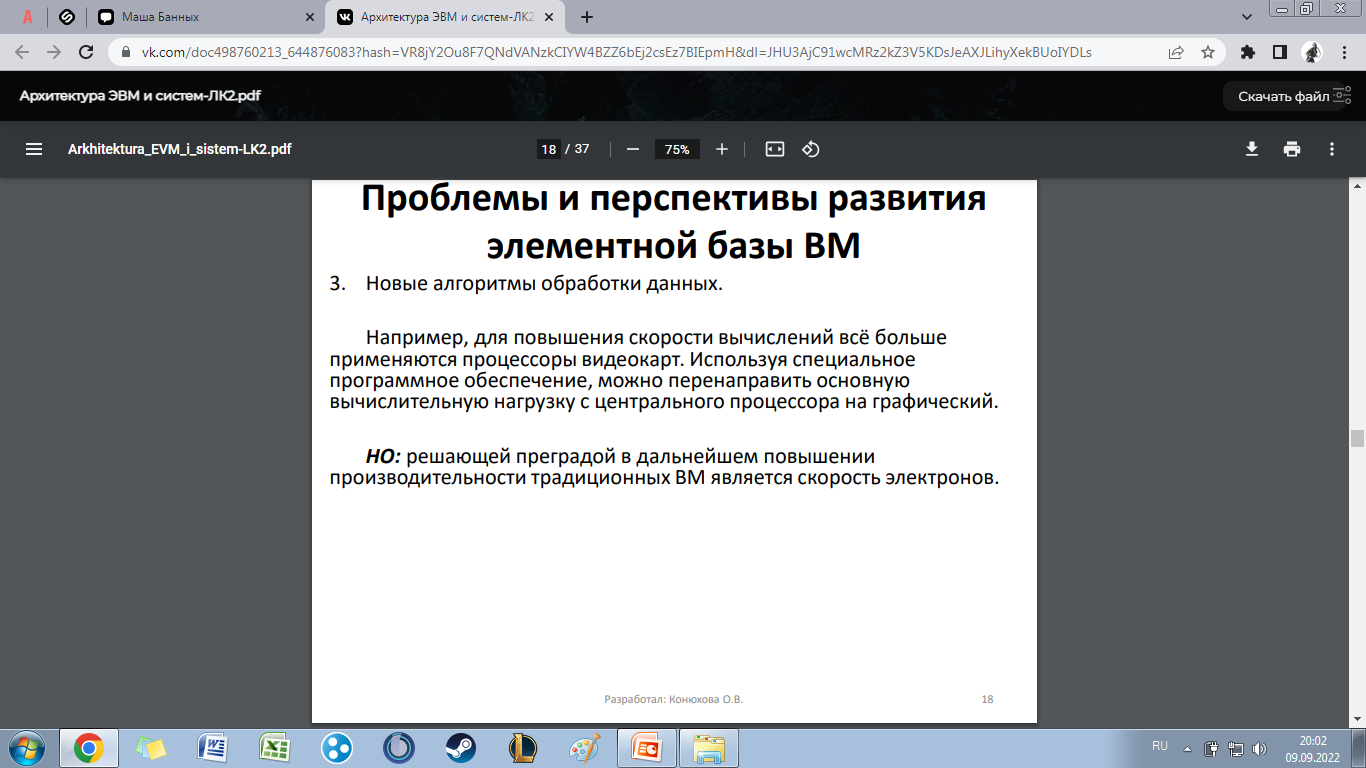 Маша Банных
Архитектура ЭВМ и систем-ЛК2
vk.com/doc498760213_644876083?hash=VR8jY2Ou8F7QNdVANzkCIYW4BZZ6bEj2csEz7BIEpmH&dl=JHU3AjC91wcMRz2kZ3V5KDsJeAXJLihyXekBUoIYDLs
Архитектура ЭВМ и систем-ЛК2.pdf
Скачать файл
Arkhitektura_EVM_i_sistem-LK2.pdf
18 / 37
75%
Проблемы и перспективы развития
элементной базы ВМ
3. Новые алгоритмы обработки данных.
Например, для повышения скорости вычислений всё больше
применяются процессоры видеокарт. Используя специальное
программное обеспечение, можно перенаправить основную
вычислительную нагрузку с центрального процессора на графический.
НО: решающей преградой в дальнейшем повышении
производительности традиционных ВМ является скорость электронов.
Разработал: Конюхова О.В.
18
RU
20:02
09.09.2022